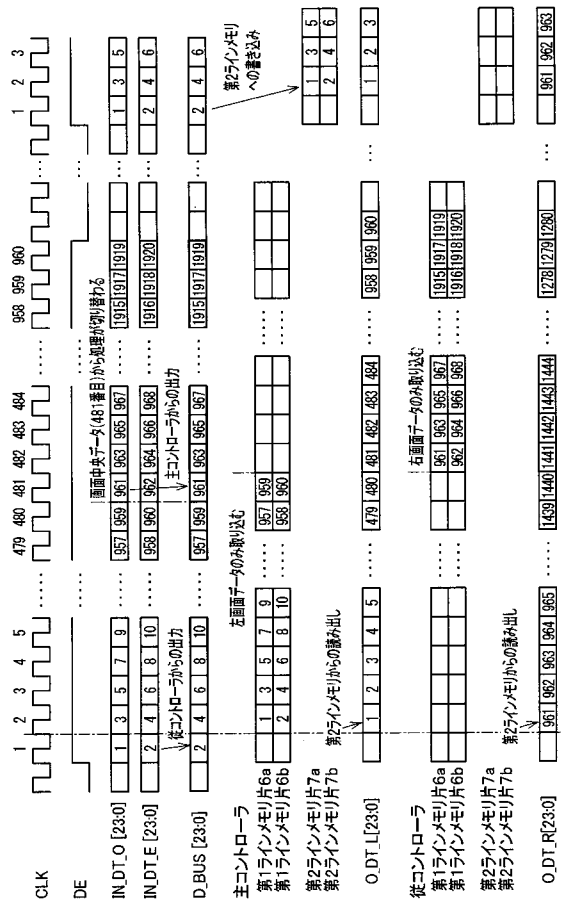 CLK 1 2 3 4 5 ...... 479 480 481 482 483 484 ...... 958 959 960 ...... 1 2 3
DE
画面中央データ(481番目)から処理が切り替わる
IN_DT_O [23:0] 1 3 5 7 9 ...... 957 959 961 963 965 967 ...... 1915 1917 1919 ...... 1 3 5
IN_DT_E [23:0] 2 4 6 8 10 ...... 958 960 962 964 966 968 ...... 1916 1918 1920 ...... 2 4 6
従コントローラからの出力
主コントローラからの出力
D_BUS [23:0] 2 4 6 8 10 ...... 957 959 961 963 965 967 ...... 1915 1917 1919 ...... 2 4 6
左画面データのみ取り込む
第2ラインメモリ
への書き込み
主コントローラ
第1ラインメモリ片6a 1 3 5 7 9 ...... 957 959 ......
第1ラインメモリ片6b 2 4 6 8 10 958 960
第2ラインメモリ片7a 1 3 5
第2ラインメモリ片7b 2 4 6
第2ラインメモリからの読み出し
O_DT_L [23:0] 1 2 3 4 5 ...... 479 480 481 482 483 484 ...... 958 959 960 ... 1 2 3
右画面データのみ取り込む
従コントローラ
第1ラインメモリ片6a 961 963 965 967 ...... 1915 1917 1919
第1ラインメモリ片6b 962 964 966 968 1916 1918 1920
第2ラインメモリ片7a
第2ラインメモリ片7b
第2ラインメモリからの読み出し
O_DT_R[23:0] 961 962 963 964 965 ...... 1439 1440 1441 1442 1443 1444 ...... 1278 1279 1280 ... 961 962 963